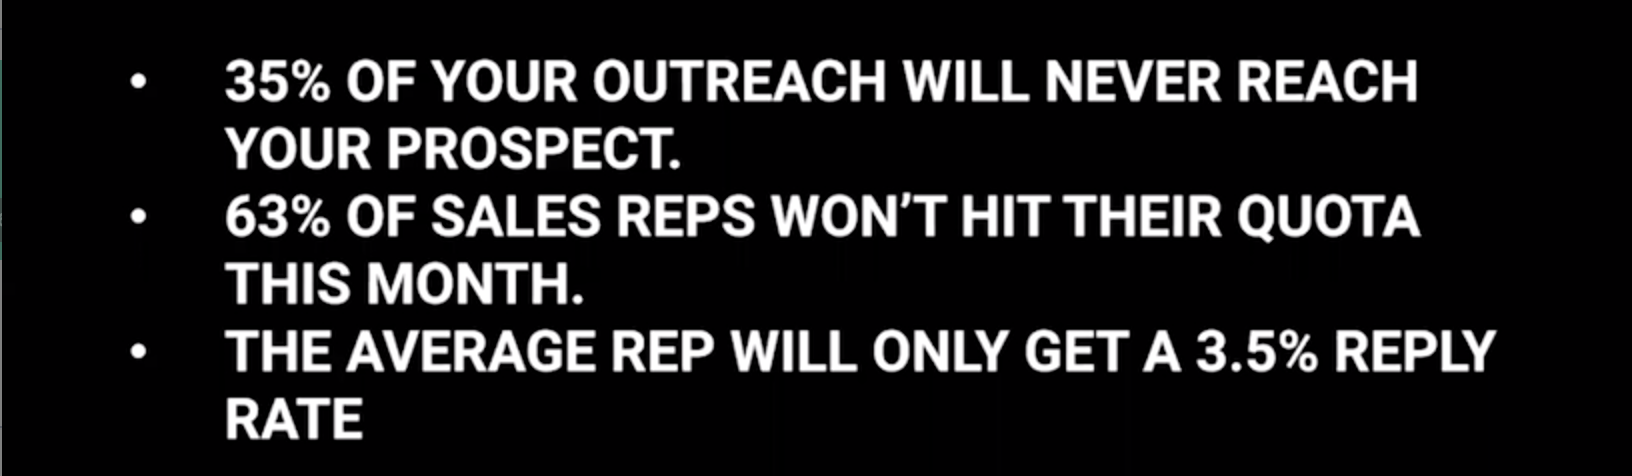 • 35% OF YOUR OUTREACH WILL NEVER REACH
YOUR PROSPECT.
• 63% OF SALES REPS WON’T HIT THEIR QUOTA
THIS MONTH.
• THE AVERAGE REP WILL ONLY GET A 3.5% REPLY
RATE